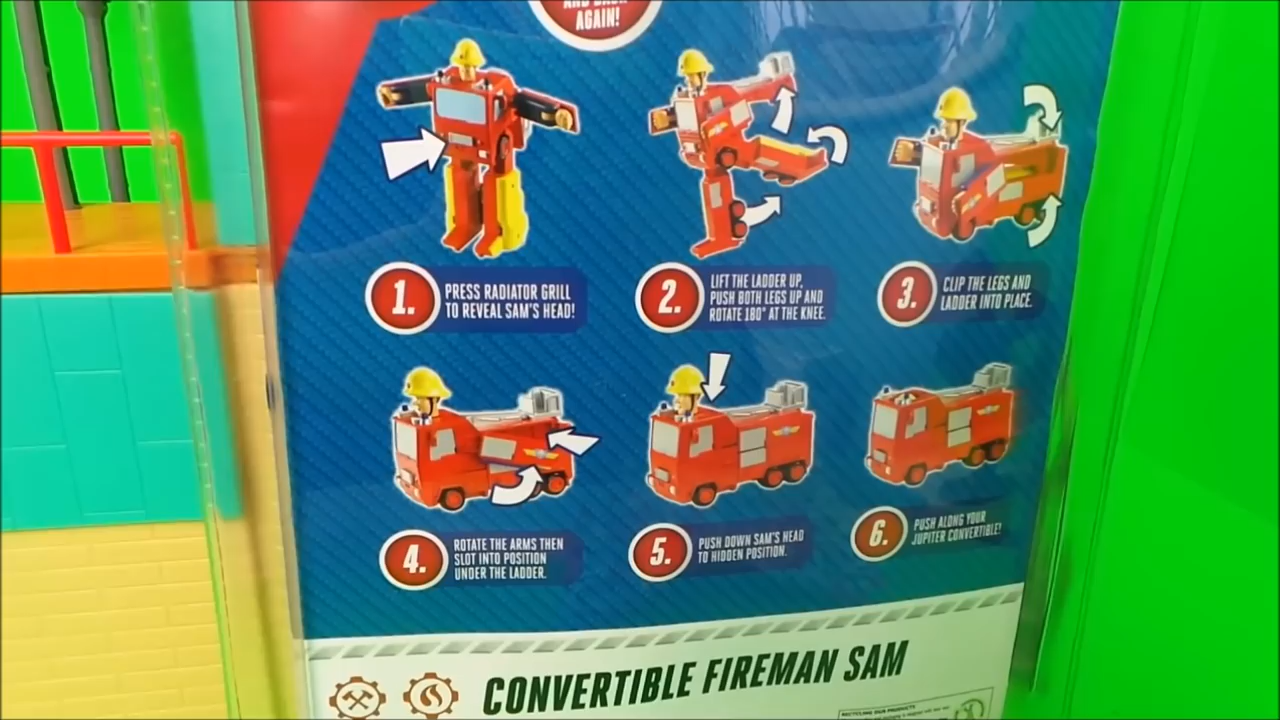 AND BACK
AGAIN!
1.
PRESS RADIATOR GRILL
TO REVEAL SAM'S HEAD!
2.
LIFT THE LADDER UP,
PUSH BOTH LEGS UP AND
ROTATE 180° AT THE KNEE.
3.
CLIP THE LEGS AND
LADDER INTO PLACE.
4.
ROTATE THE ARMS THEN
SLOT INTO POSITION
UNDER THE LADDER.
5.
PUSH DOWN SAM'S HEAD
TO HIDDEN POSITION.
6.
PUSH ALONG YOUR
JUPITER CONVERTIBLE!
CONVERTIBLE FIREMAN SAM
RECYCLING OUR PRODUCTS